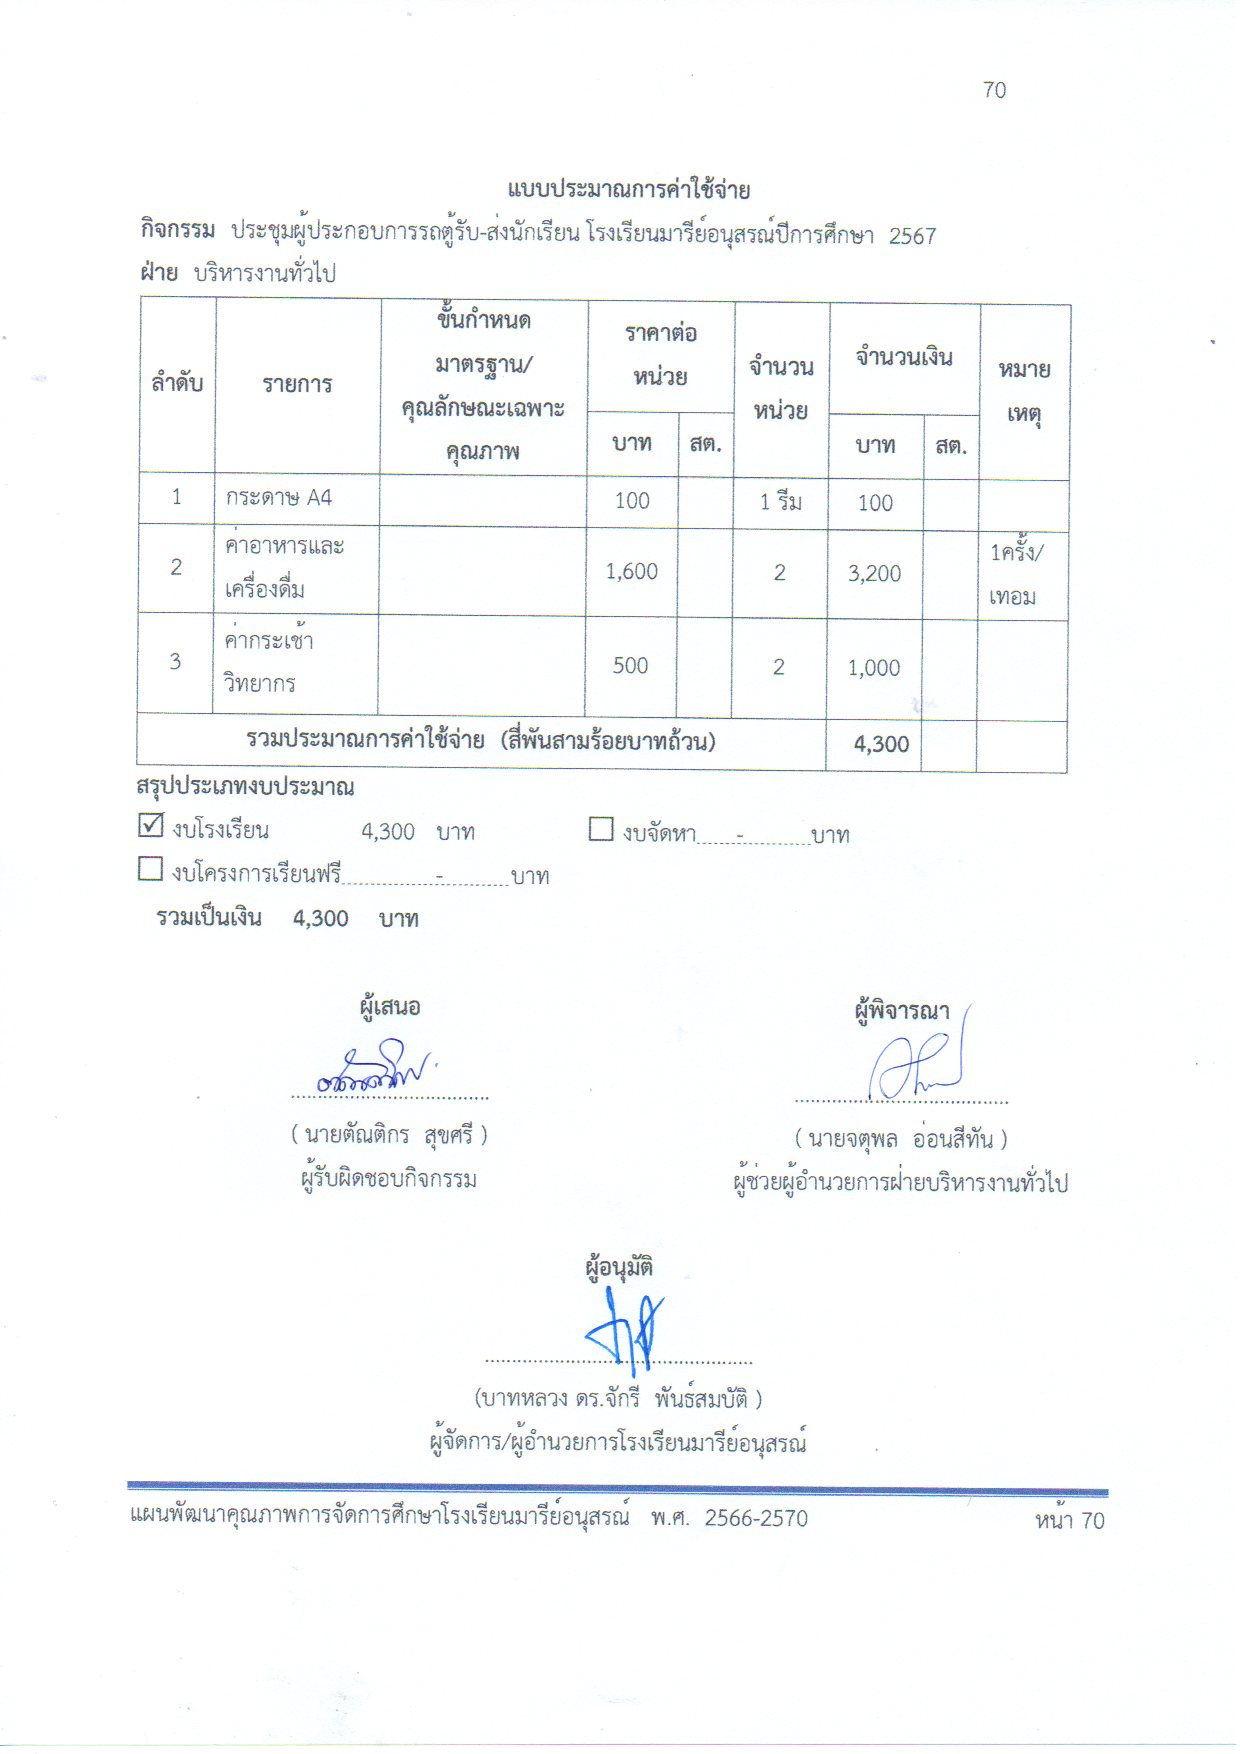 70
แบบประมาณการค่าใช้จ่าย
กิจกรรม ประชุมผู้ประกอบการรถตู้รับ-ส่งนักเรียน โรงเรียนมารีย์อนุสรณ์ปีการศึกษา 2567
ฝ่าย บริหารงานทั่วไป
ลำดับ รายการ ขั้นกำหนด มาตรฐาน/ คุณลักษณะเฉพาะ คุณภาพ ราคาต่อ หน่วย จำนวน หน่วย จำนวนเงิน หมาย เหตุ
บาท สต. บาท สต.
1 กระดาษ A4 100 1 รีม 100
2 ค่าอาหารและ เครื่องดื่ม 1,600 2 3,200 1ครั้ง/ เทอม
3 ค่ากระเช้า วิทยากร 500 2 1,000
รวมประมาณการค่าใช้จ่าย (สี่พันสามร้อยบาทถ้วน) 4,300
สรุปประเภทงบประมาณ
☑ งบโรงเรียน 4,300 บาท ☐ งบจัดหา......-............บาท
☐ งบโครงการเรียนฟรี................-............บาท
รวมเป็นเงิน 4,300 บาท
ผู้เสนอ ผู้พิจารณา
( นายตัณติกร สุขศรี ) ( นายจตุพล อ่อนสีทัน )
ผู้รับผิดชอบกิจกรรม ผู้ช่วยผู้อำนวยการฝ่ายบริหารงานทั่วไป
ผู้อนุมัติ
(บาทหลวง ดร.จักรี พันธ์สมบัติ )
ผู้จัดการ/ผู้อำนวยการโรงเรียนมารีย์อนุสรณ์
แผนพัฒนาคุณภาพการจัดการศึกษาโรงเรียนมารีย์อนุสรณ์ พ.ศ. 2566-2570 หน้า 70